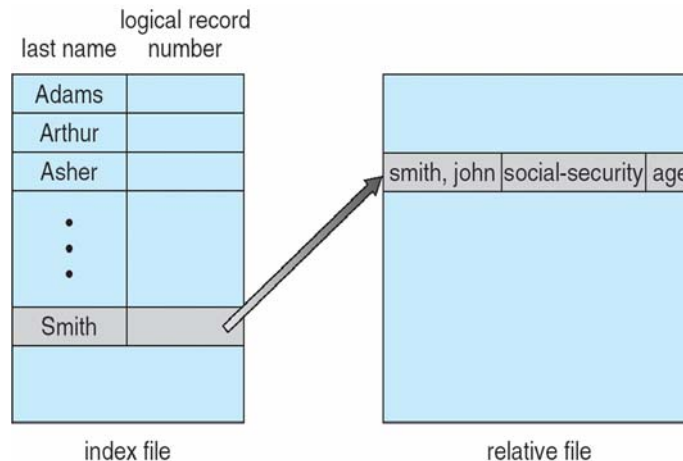 logical record
last name number
Adams
Arthur
Asher
Smith
smith, john social-security age
index file relative file